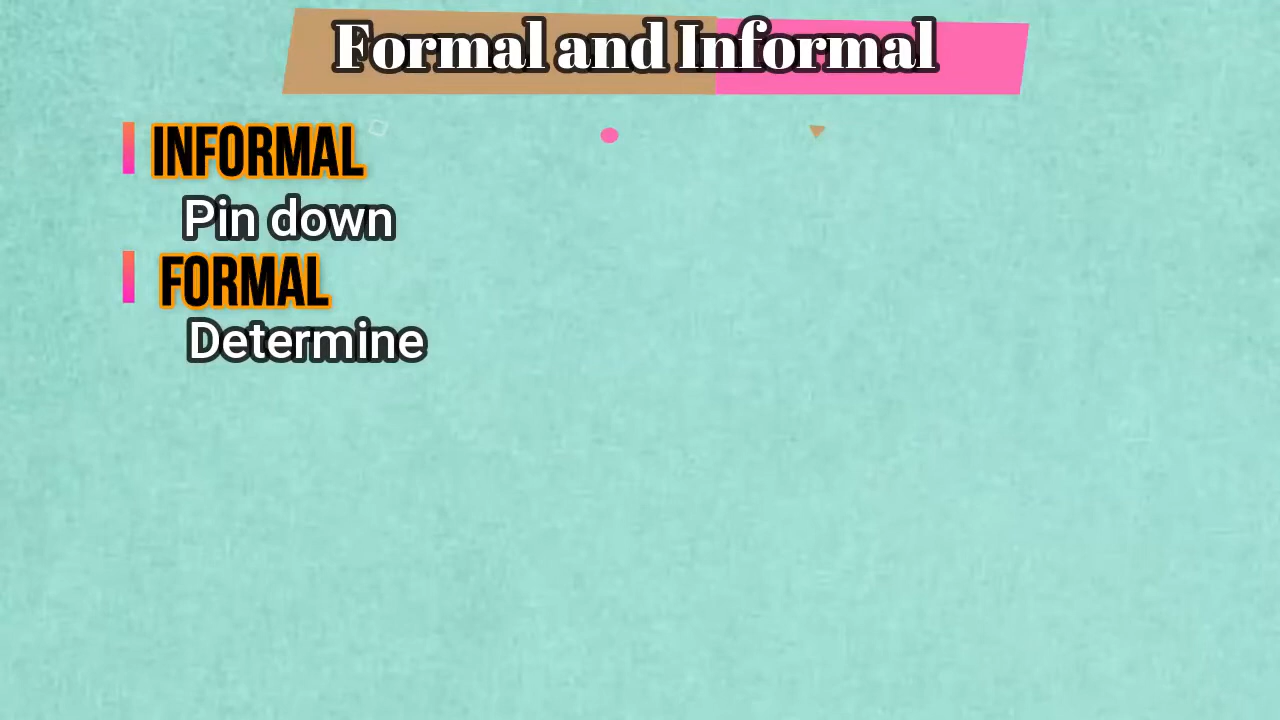 Formal and Informal
INFORMAL
Pin down
FORMAL
Determine